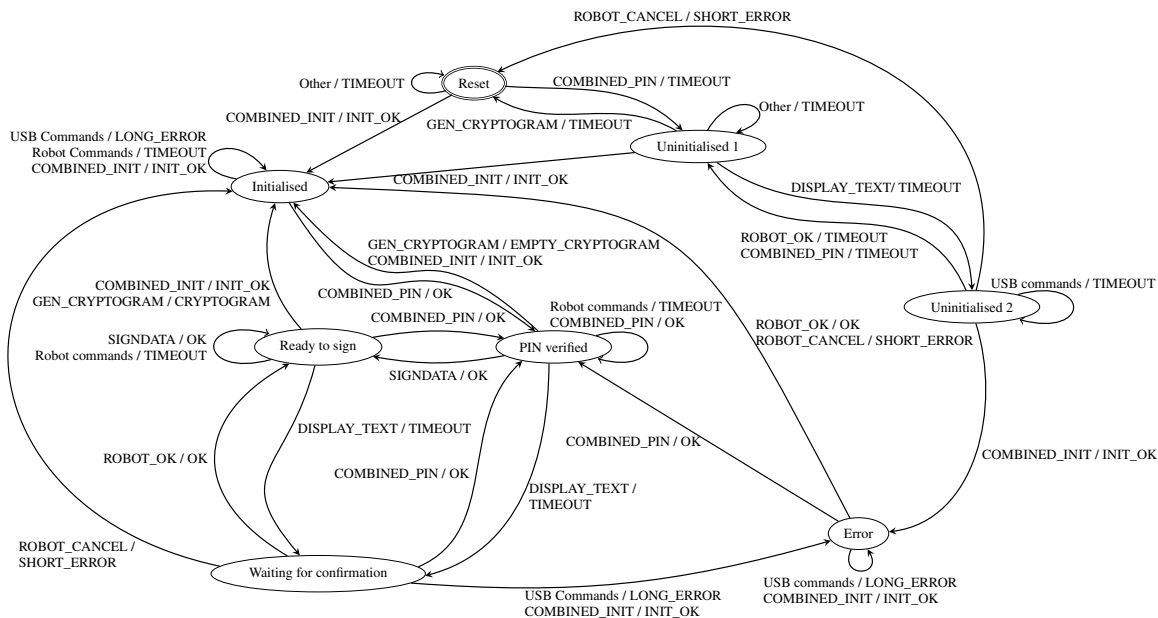 ROBOT_CANCEL / SHORT_ERROR
Other / TIMEOUT
Reset
COMBINED_PIN / TIMEOUT
Other / TIMEOUT
COMBINED_INIT / INIT_OK
GEN_CRYPTOGRAM / TIMEOUT
USB Commands / LONG_ERROR
Robot Commands / TIMEOUT
COMBINED_INIT / INIT_OK
Uninitialised 1
Initialised
COMBINED_INIT / INIT_OK
DISPLAY_TEXT/ TIMEOUT
GEN_CRYPTOGRAM / EMPTY_CRYPTOGRAM
COMBINED_INIT / INIT_OK
ROBOT_OK / TIMEOUT
COMBINED_PIN / TIMEOUT
COMBINED_INIT / INIT_OK
GEN_CRYPTOGRAM / CRYPTOGRAM
COMBINED_PIN / OK
USB commands / TIMEOUT
Uninitialised 2
COMBINED_PIN / OK
Robot commands / TIMEOUT
COMBINED_PIN / OK
SIGNDATA / OK
Robot commands / TIMEOUT
Ready to sign
PIN verified
ROBOT_OK / OK
ROBOT_CANCEL / SHORT_ERROR
SIGNDATA / OK
DISPLAY_TEXT / TIMEOUT
COMBINED_PIN / OK
ROBOT_OK / OK
COMBINED_PIN / OK
COMBINED_INIT / INIT_OK
DISPLAY_TEXT /
TIMEOUT
Error
ROBOT_CANCEL /
SHORT_ERROR
Waiting for confirmation
USB Commands / LONG_ERROR
COMBINED_INIT / INIT_OK
USB commands / LONG_ERROR
COMBINED_INIT / INIT_OK